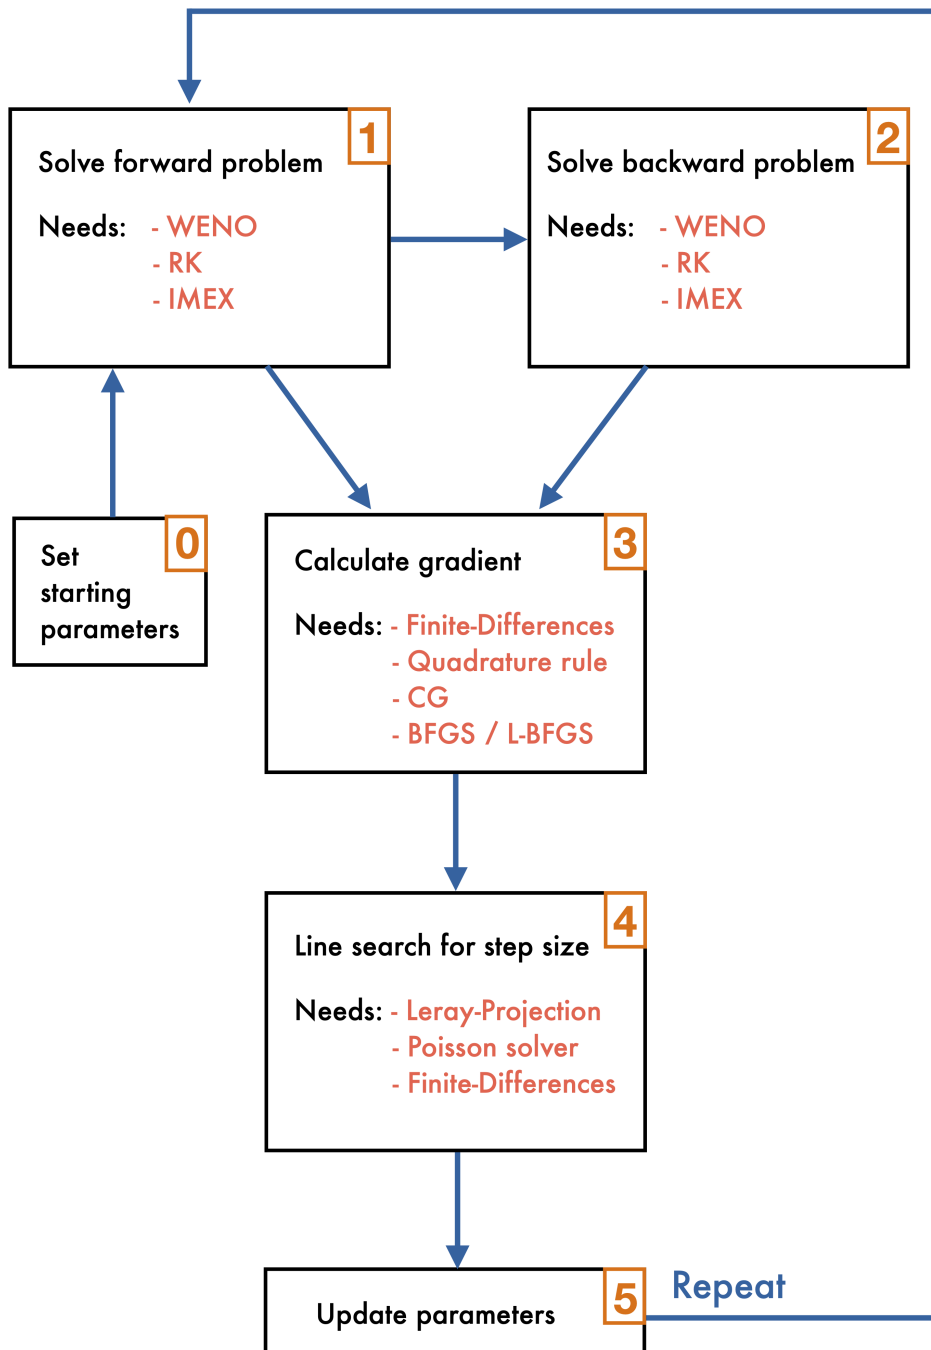 1
Solve forward problem
Needs: - WENO
- RK
- IMEX
2
Solve backward problem
Needs: - WENO
- RK
- IMEX
0
Set
starting
parameters
3
Calculate gradient
Needs: - Finite-Differences
- Quadrature rule
- CG
- BFGS / L-BFGS
4
Line search for step size
Needs: - Leray-Projection
- Poisson solver
- Finite-Differences
5
Update parameters
Repeat